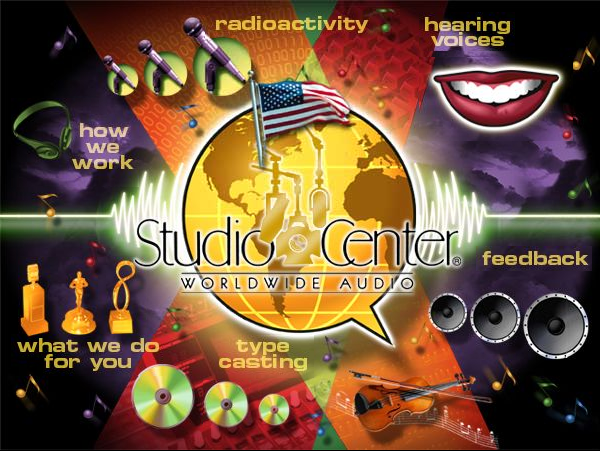 radioactivity
hearing
voices
how
we
work
Studio Center®
WORLDWIDE AUDIO
feedback
what we do
for you
type
casting